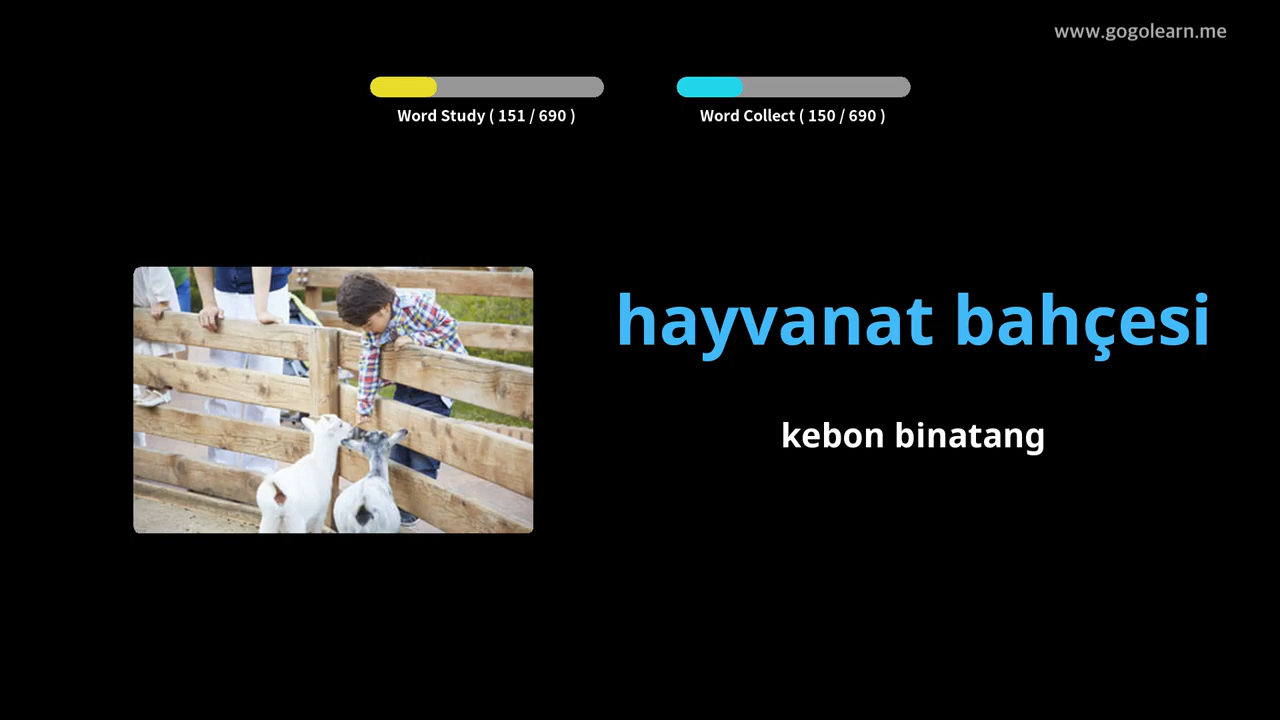 www.gogolearn.me
Word Study ( 151 / 690 )
Word Collect ( 150 / 690 )
hayvanat bahçesi
kebon binatang